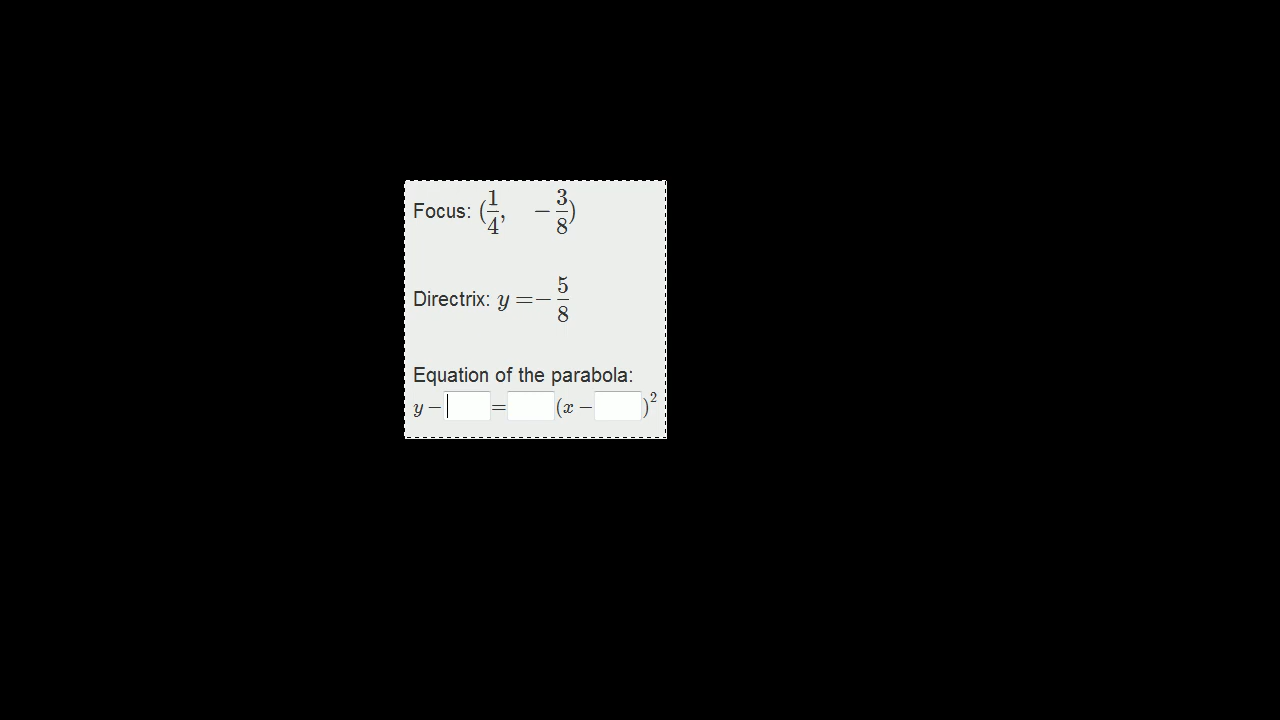 Focus: (1/4, −3/8)
Directrix: y = −5/8
Equation of the parabola:
y − = (x − )²